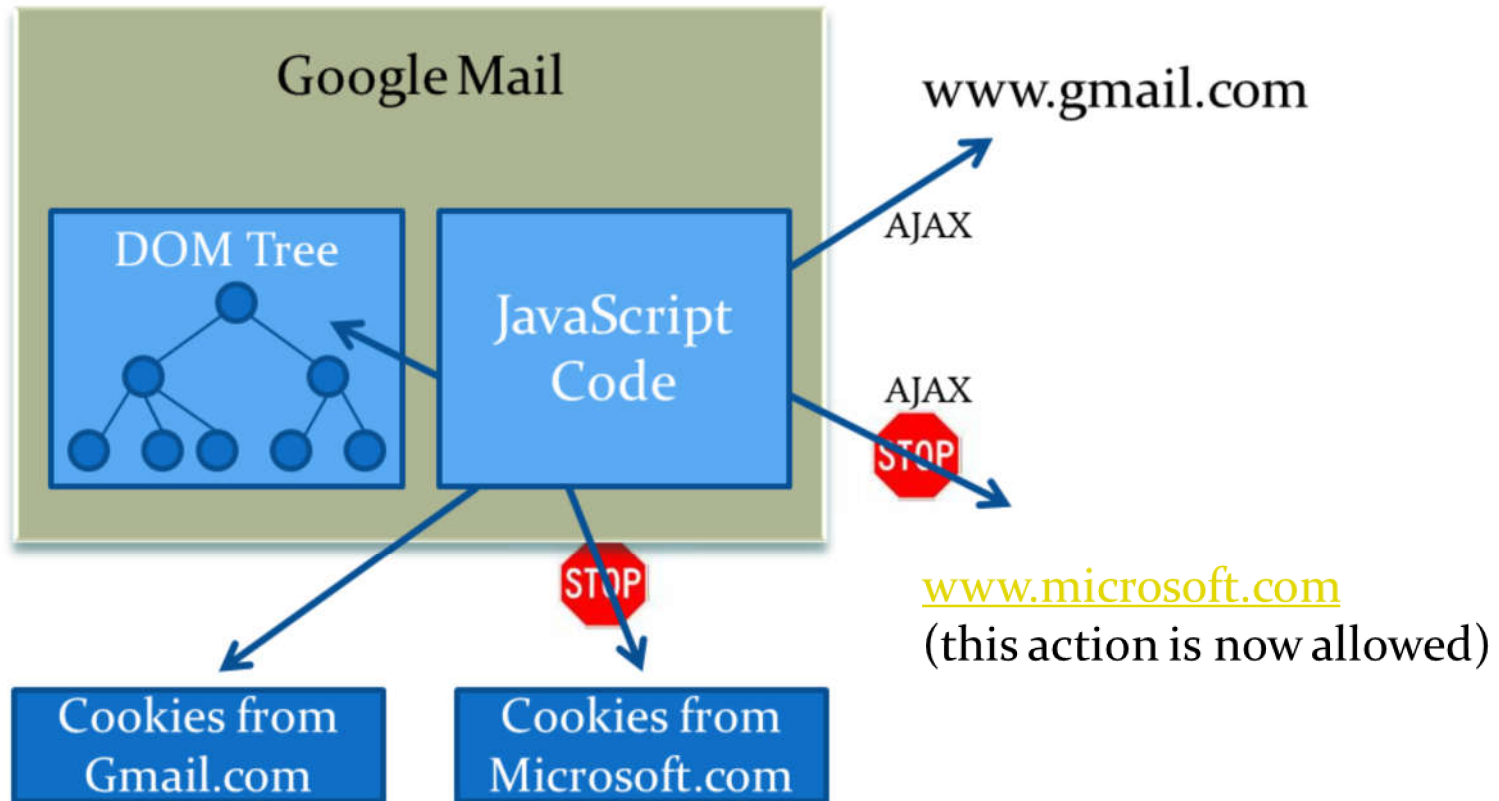 Google Mail
www.gmail.com
AJAX
DOM Tree
JavaScript
Code
AJAX
STOP
STOP
www.microsoft.com
(this action is now allowed)
Cookies from
Gmail.com
Cookies from
Microsoft.com